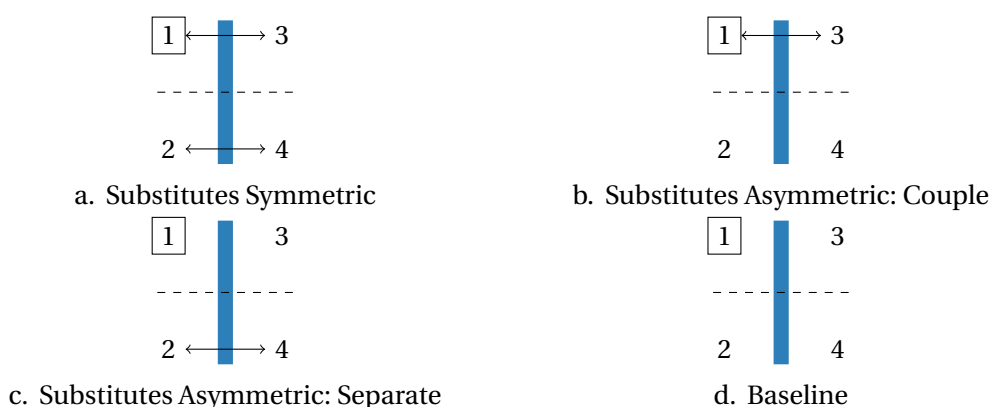 1 3 1 3
2 4 2 4
a. Substitutes Symmetric b. Substitutes Asymmetric: Couple
1 3 1 3
2 4 2 4
c. Substitutes Asymmetric: Separate d. Baseline